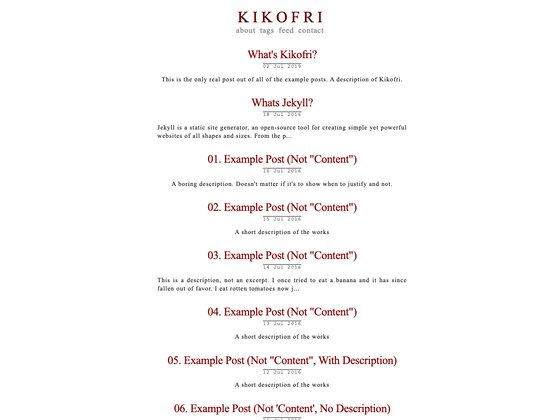 KIKOFRI
about tags feed contact
What's Kikofri?
02 Jul 2019
This is the only real post out of all of the example posts. A description of Kikofri.
Whats Jekyll?
18 Jul 2016
Jekyll is a static site generator, an open-source tool for creating simple yet powerful
websites of all shapes and sizes. From the p...
01. Example Post (Not "Content")
16 Jul 2016
A boring description. Doesn't matter if it's to show when to justify and not.
02. Example Post (Not "Content")
15 Jul 2016
A short description of the works
03. Example Post (Not "Content")
14 Jul 2016
This is a description, not an excerpt. I once tried to eat a banana and it has since
fallen out of favor. I eat rotten tomatoes now j...
04. Example Post (Not "Content")
13 Jul 2016
A short description of the works
05. Example Post (Not "Content", With Description)
12 Jul 2016
A short description of the works
06. Example Post (Not 'Content', No Description)